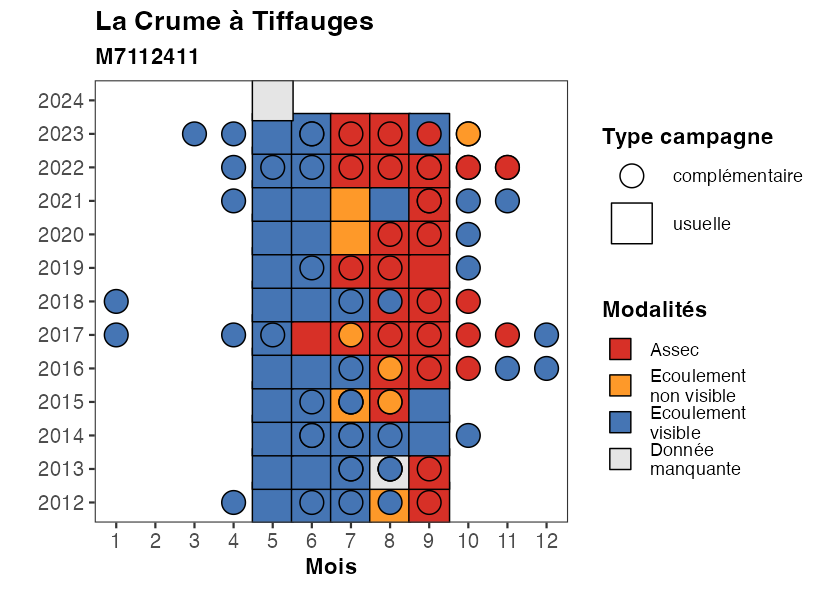 La Crume à Tiffauges
M7112411
2024
2023
2022
2021
2020
2019
2018
2017
2016
2015
2014
2013
2012
1 2 3 4 5 6 7 8 9 10 11 12
Mois
Type campagne
complémentaire
usuelle
Modalités
Assec
Ecoulement
non visible
Ecoulement
visible
Donnée
manquante